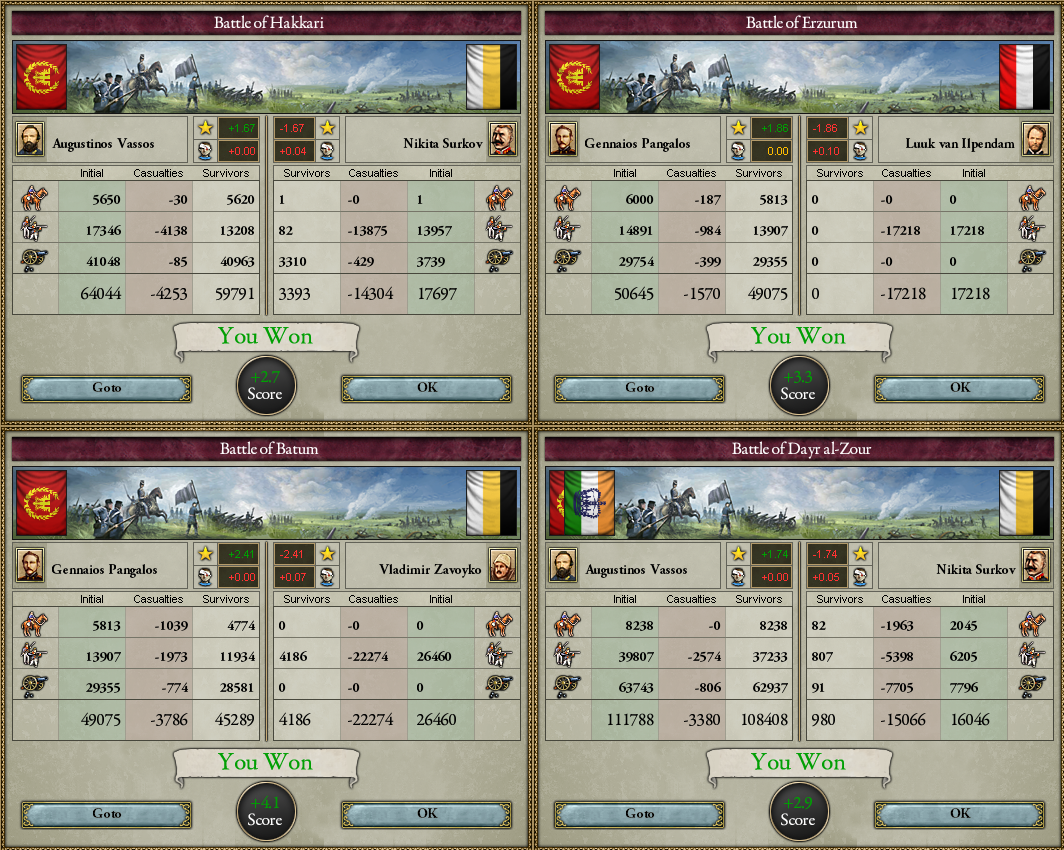 Battle of Hakkari
+1.67 -1.67
Augustinos Vassos Nikita Surkov
+0.00 +0.04
Initial Casualties Survivors Survivors Casualties Initial
5650 -30 5620 1 -0 1
17346 -4138 13208 82 -13875 13957
41048 -85 40963 3310 -429 3739
64044 -4253 59791 3393 -14304 17697
You Won
+2.7
Goto Score OK
Battle of Erzurum
+1.86 -1.86
Gennaios Pangalos Luuk van Ilpendam
0.00 +0.10
Initial Casualties Survivors Survivors Casualties Initial
6000 -187 5813 0 -0 0
14891 -984 13907 0 -17218 17218
29754 -399 29355 0 -0 0
50645 -1570 49075 0 -17218 17218
You Won
+3.3
Goto Score OK
Battle of Batum
+2.41 -2.41
Gennaios Pangalos Vladimir Zavoyko
+0.00 +0.07
Initial Casualties Survivors Survivors Casualties Initial
5813 -1039 4774 0 -0 0
13907 -1973 11934 4186 -22274 26460
29355 -774 28581 0 -0 0
49075 -3786 45289 4186 -22274 26460
You Won
+4.1
Goto Score OK
Battle of Dayr al-Zour
+1.74 -1.74
Augustinos Vassos Nikita Surkov
+0.00 +0.05
Initial Casualties Survivors Survivors Casualties Initial
8238 -0 8238 82 -1963 2045
39807 -2574 37233 807 -5398 6205
63743 -806 62937 91 -7705 7796
111788 -3380 108408 980 -15066 16046
You Won
+2.9
Goto Score OK